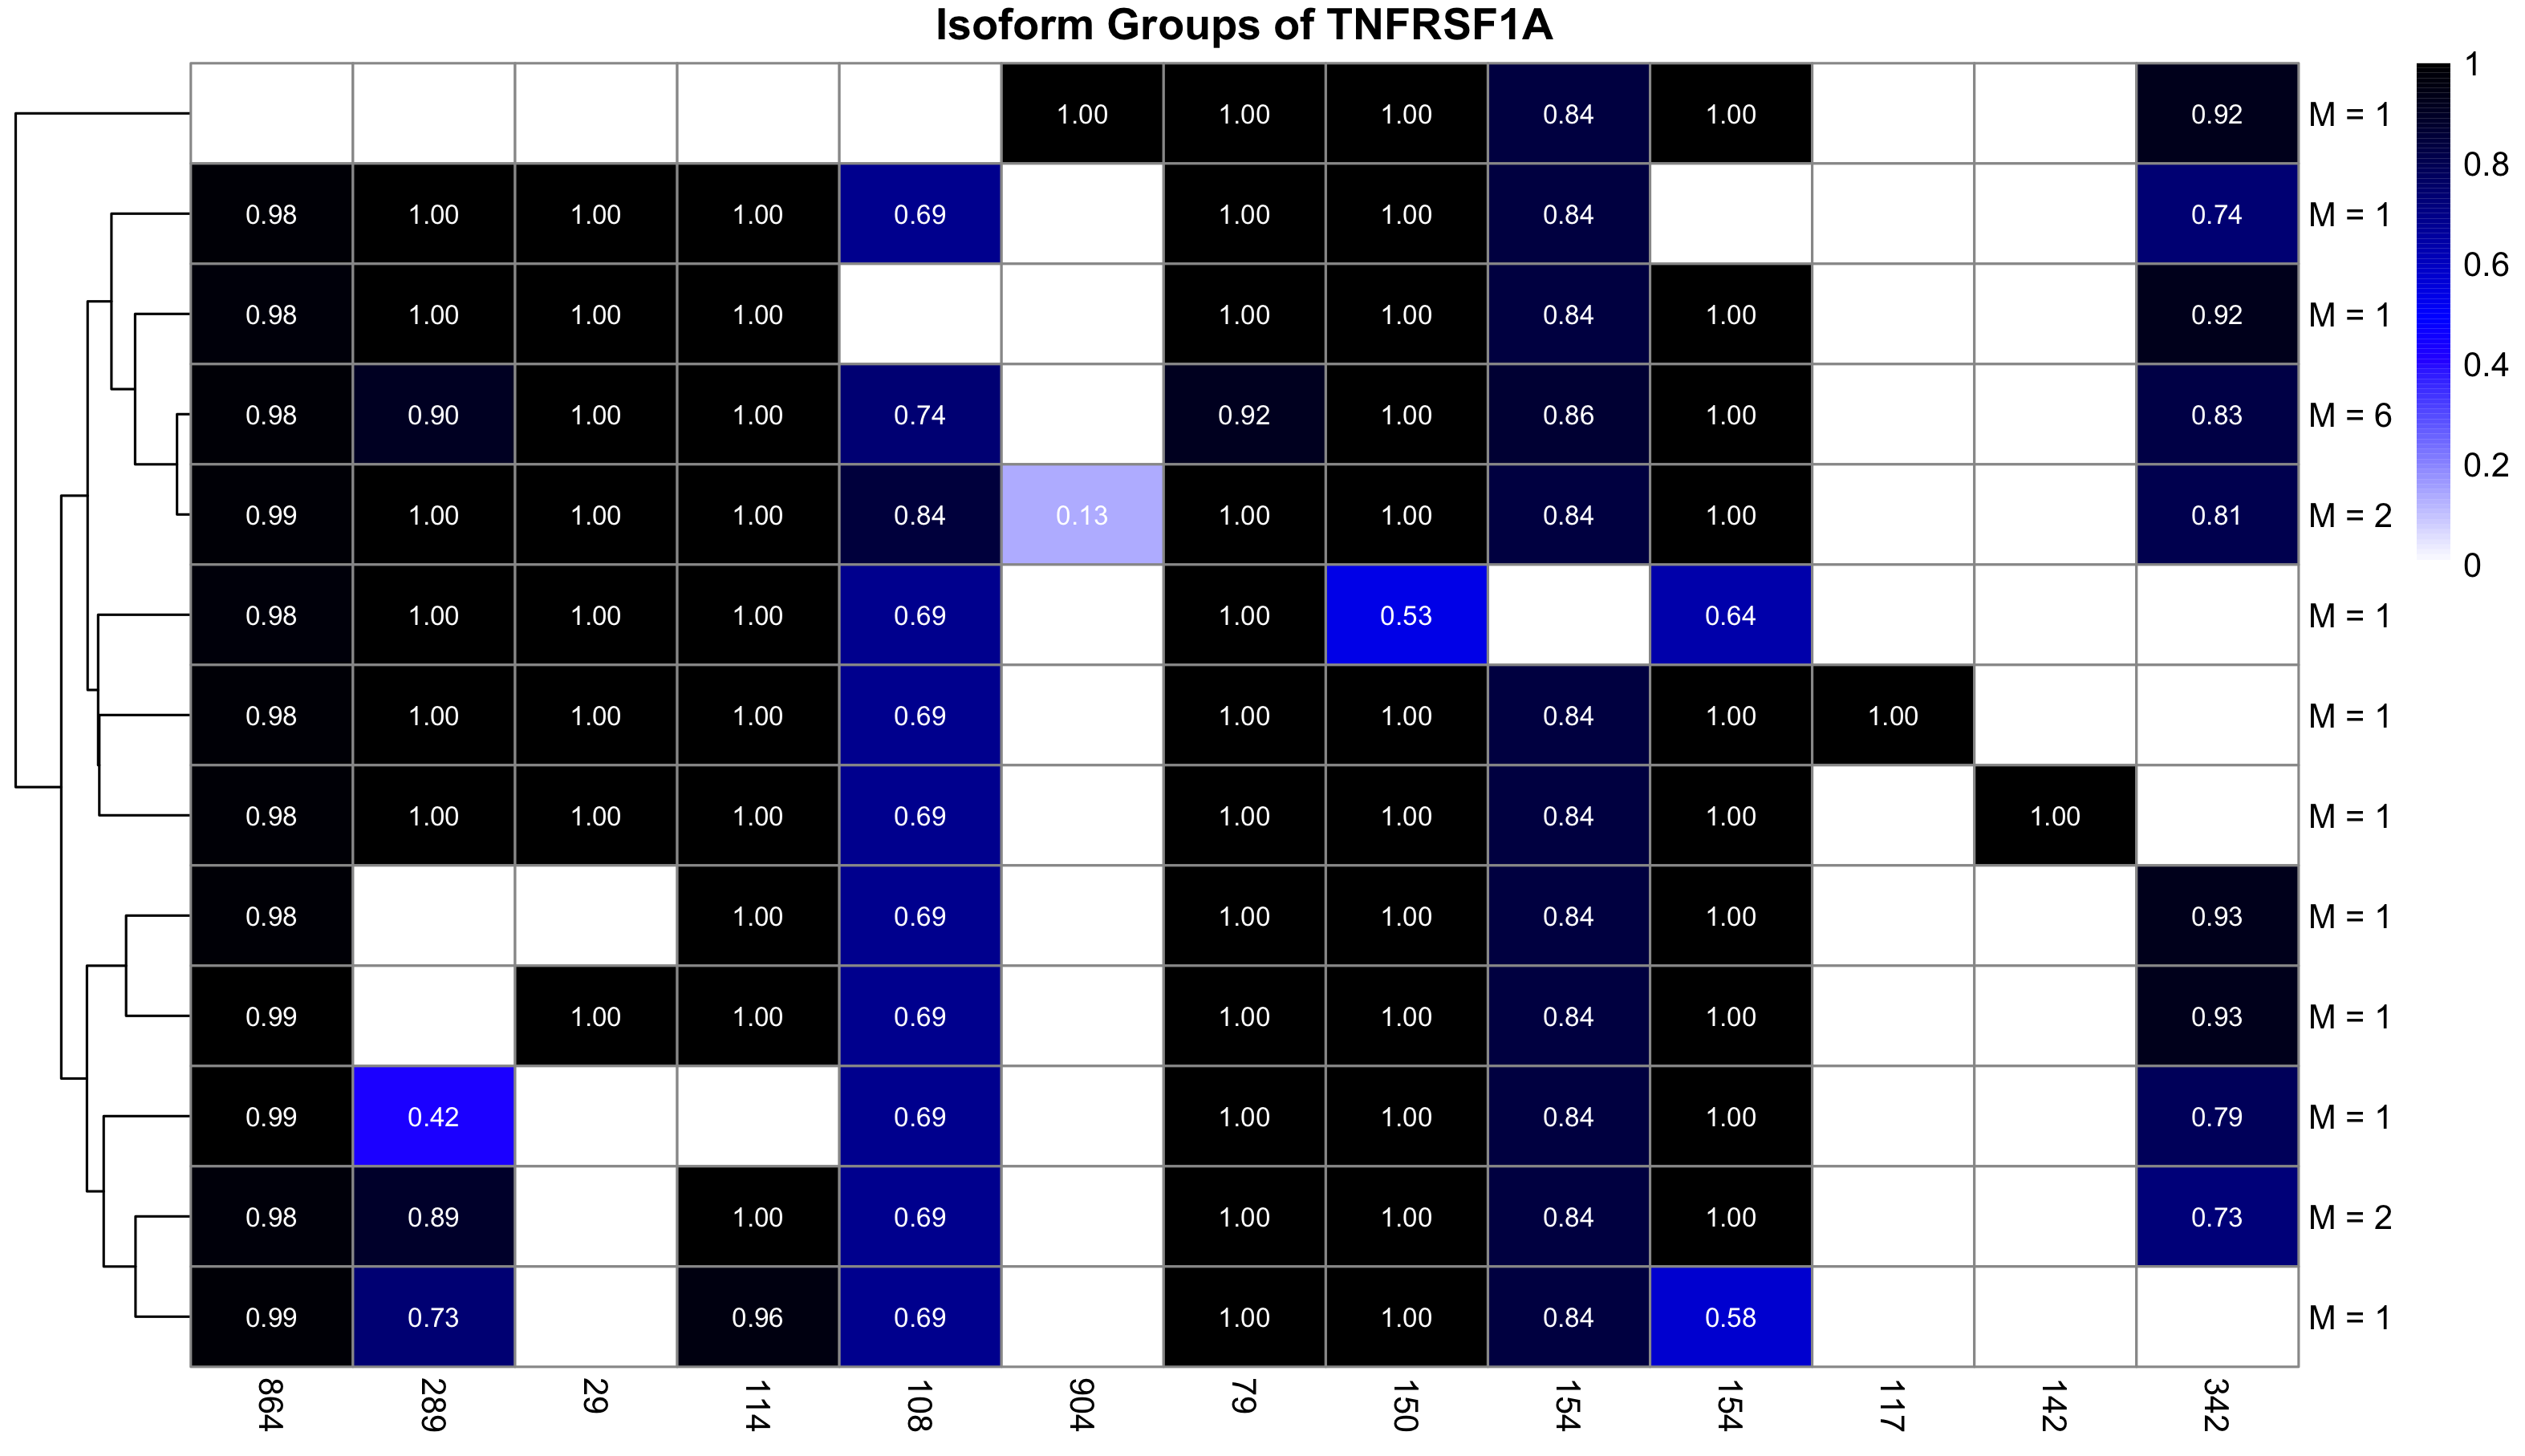 Isoform Groups of TNFRSF1A
1.00 1.00 1.00 0.84 1.00 0.92 M = 1
0.98 1.00 1.00 1.00 0.69 1.00 1.00 0.84 0.74 M = 1
0.98 1.00 1.00 1.00 1.00 1.00 0.84 1.00 0.92 M = 1
0.98 0.90 1.00 1.00 0.74 0.92 1.00 0.86 1.00 0.83 M = 6
0.99 1.00 1.00 1.00 0.84 0.13 1.00 1.00 0.84 1.00 0.81 M = 2
0.98 1.00 1.00 1.00 0.69 1.00 0.53 0.64 M = 1
0.98 1.00 1.00 1.00 0.69 1.00 1.00 0.84 1.00 1.00 M = 1
0.98 1.00 1.00 1.00 0.69 1.00 1.00 0.84 1.00 1.00 M = 1
0.98 1.00 0.69 1.00 1.00 0.84 1.00 0.93 M = 1
0.99 1.00 1.00 0.69 1.00 1.00 0.84 1.00 0.93 M = 1
0.99 0.42 0.69 1.00 1.00 0.84 1.00 0.79 M = 1
0.98 0.89 1.00 0.69 1.00 1.00 0.84 1.00 0.73 M = 2
0.99 0.73 0.96 0.69 1.00 1.00 0.84 0.58 M = 1
864 289 29 114 108 904 79 150 154 154 117 142 342
1
0.8
0.6
0.4
0.2
0